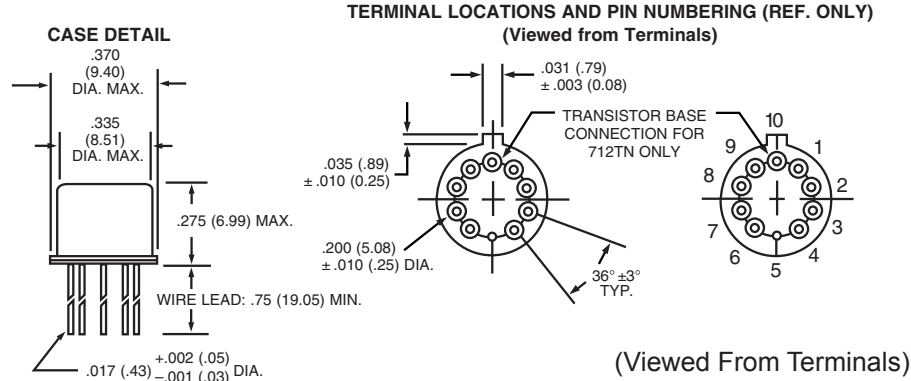 TERMINAL LOCATIONS AND PIN NUMBERING (REF. ONLY)
(Viewed from Terminals)
CASE DETAIL
.370
(9.40)
DIA. MAX.
.335
(8.51)
DIA. MAX.
.275 (6.99) MAX.
WIRE LEAD: .75 (19.05) MIN.
.017 (.43) +.002 (.05) –.001 (.03) DIA.
.031 (.79)
± .003 (0.08)
TRANSISTOR BASE
CONNECTION FOR
712TN ONLY
.035 (.89)
± .010 (0.25)
.200 (5.08)
± .010 (.25) DIA.
36° ±3°
TYP.
10
9
1
8
2
7
3
6
4
5
(Viewed From Terminals)